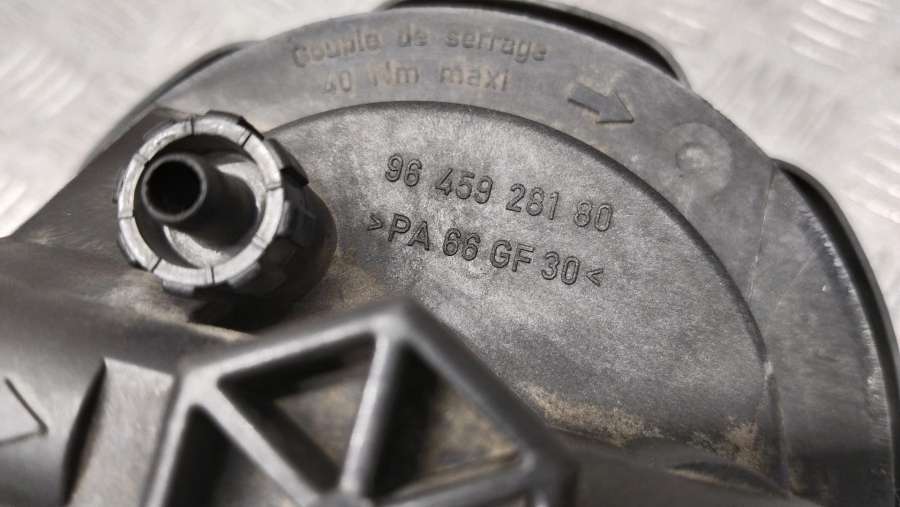 Couple de serrage
40 Nm maxi
96 459 281 80
>PA 66 GF 30<